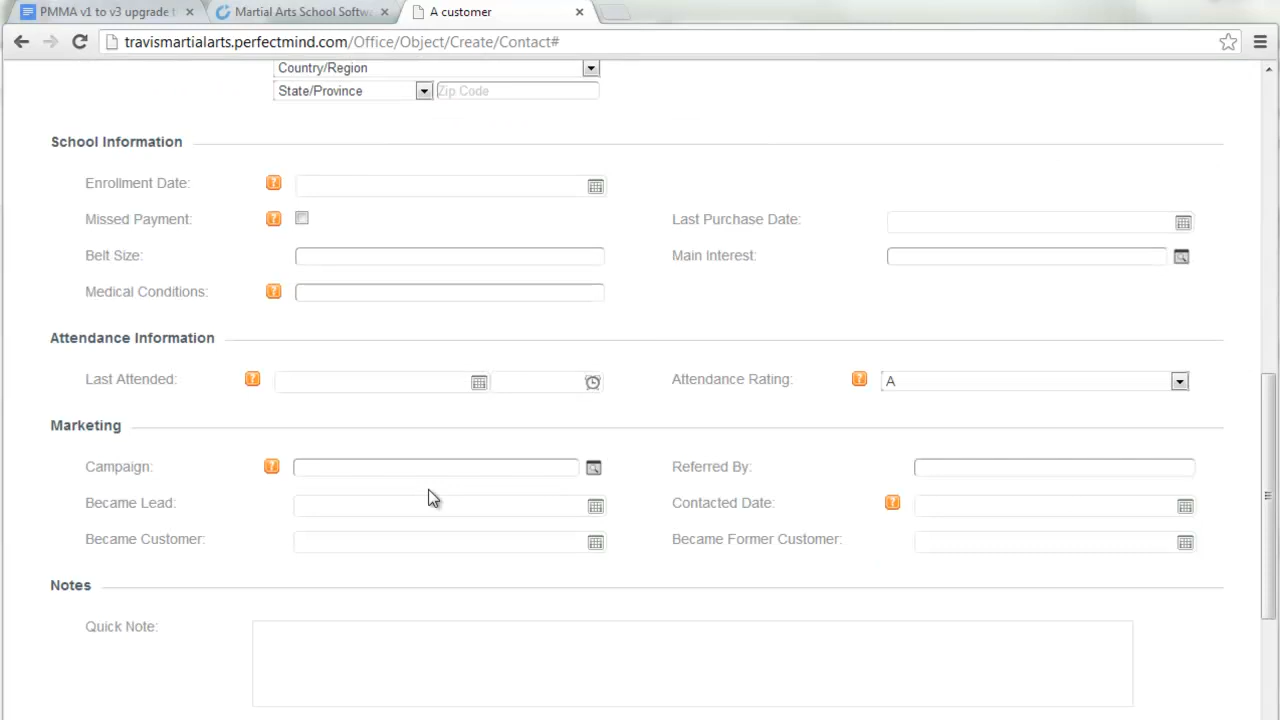 PMMA v1 to v3 upgrade
Martial Arts School Softw
A customer
travismartialarts.perfectmind.com/Office/Object/Create/Contact#
Country/Region
State/Province Zip Code
School Information
Enrollment Date:
Missed Payment: Last Purchase Date:
Belt Size: Main Interest:
Medical Conditions:
Attendance Information
Last Attended: Attendance Rating: A
Marketing
Campaign: Referred By:
Became Lead: Contacted Date:
Became Customer: Became Former Customer:
Notes
Quick Note: